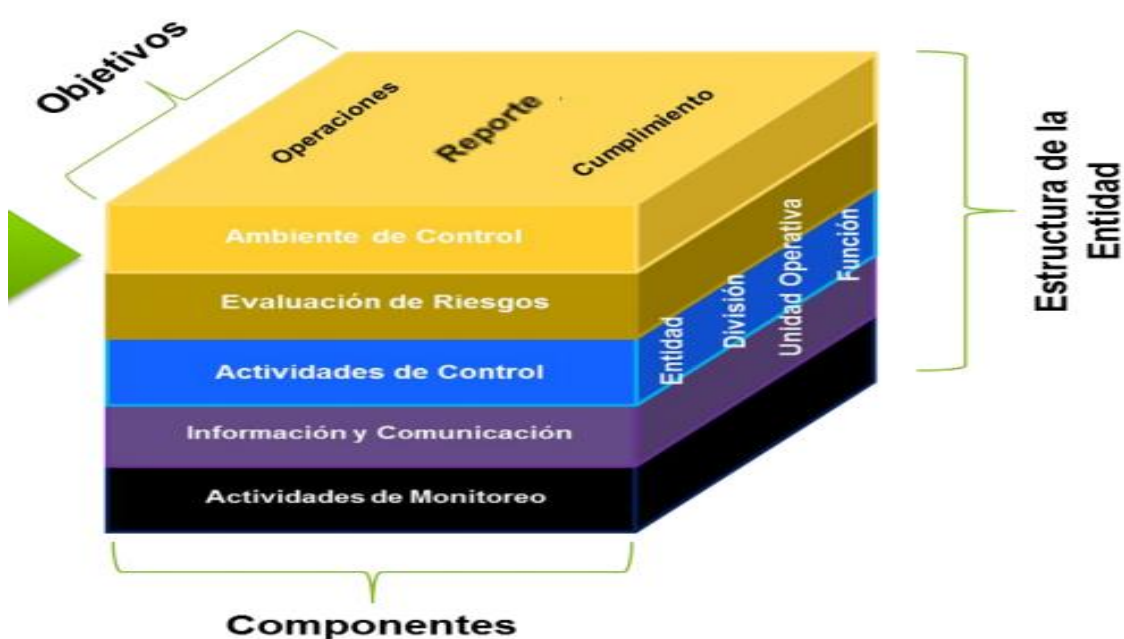 Objetivos
Operaciones
Reporte
Cumplimiento
Ambiente de Control
Evaluación de Riesgos
Actividades de Control
Información y Comunicación
Actividades de Monitoreo
Entidad
División
Unidad Operativa
Función
Estructura de la
Entidad
Componentes